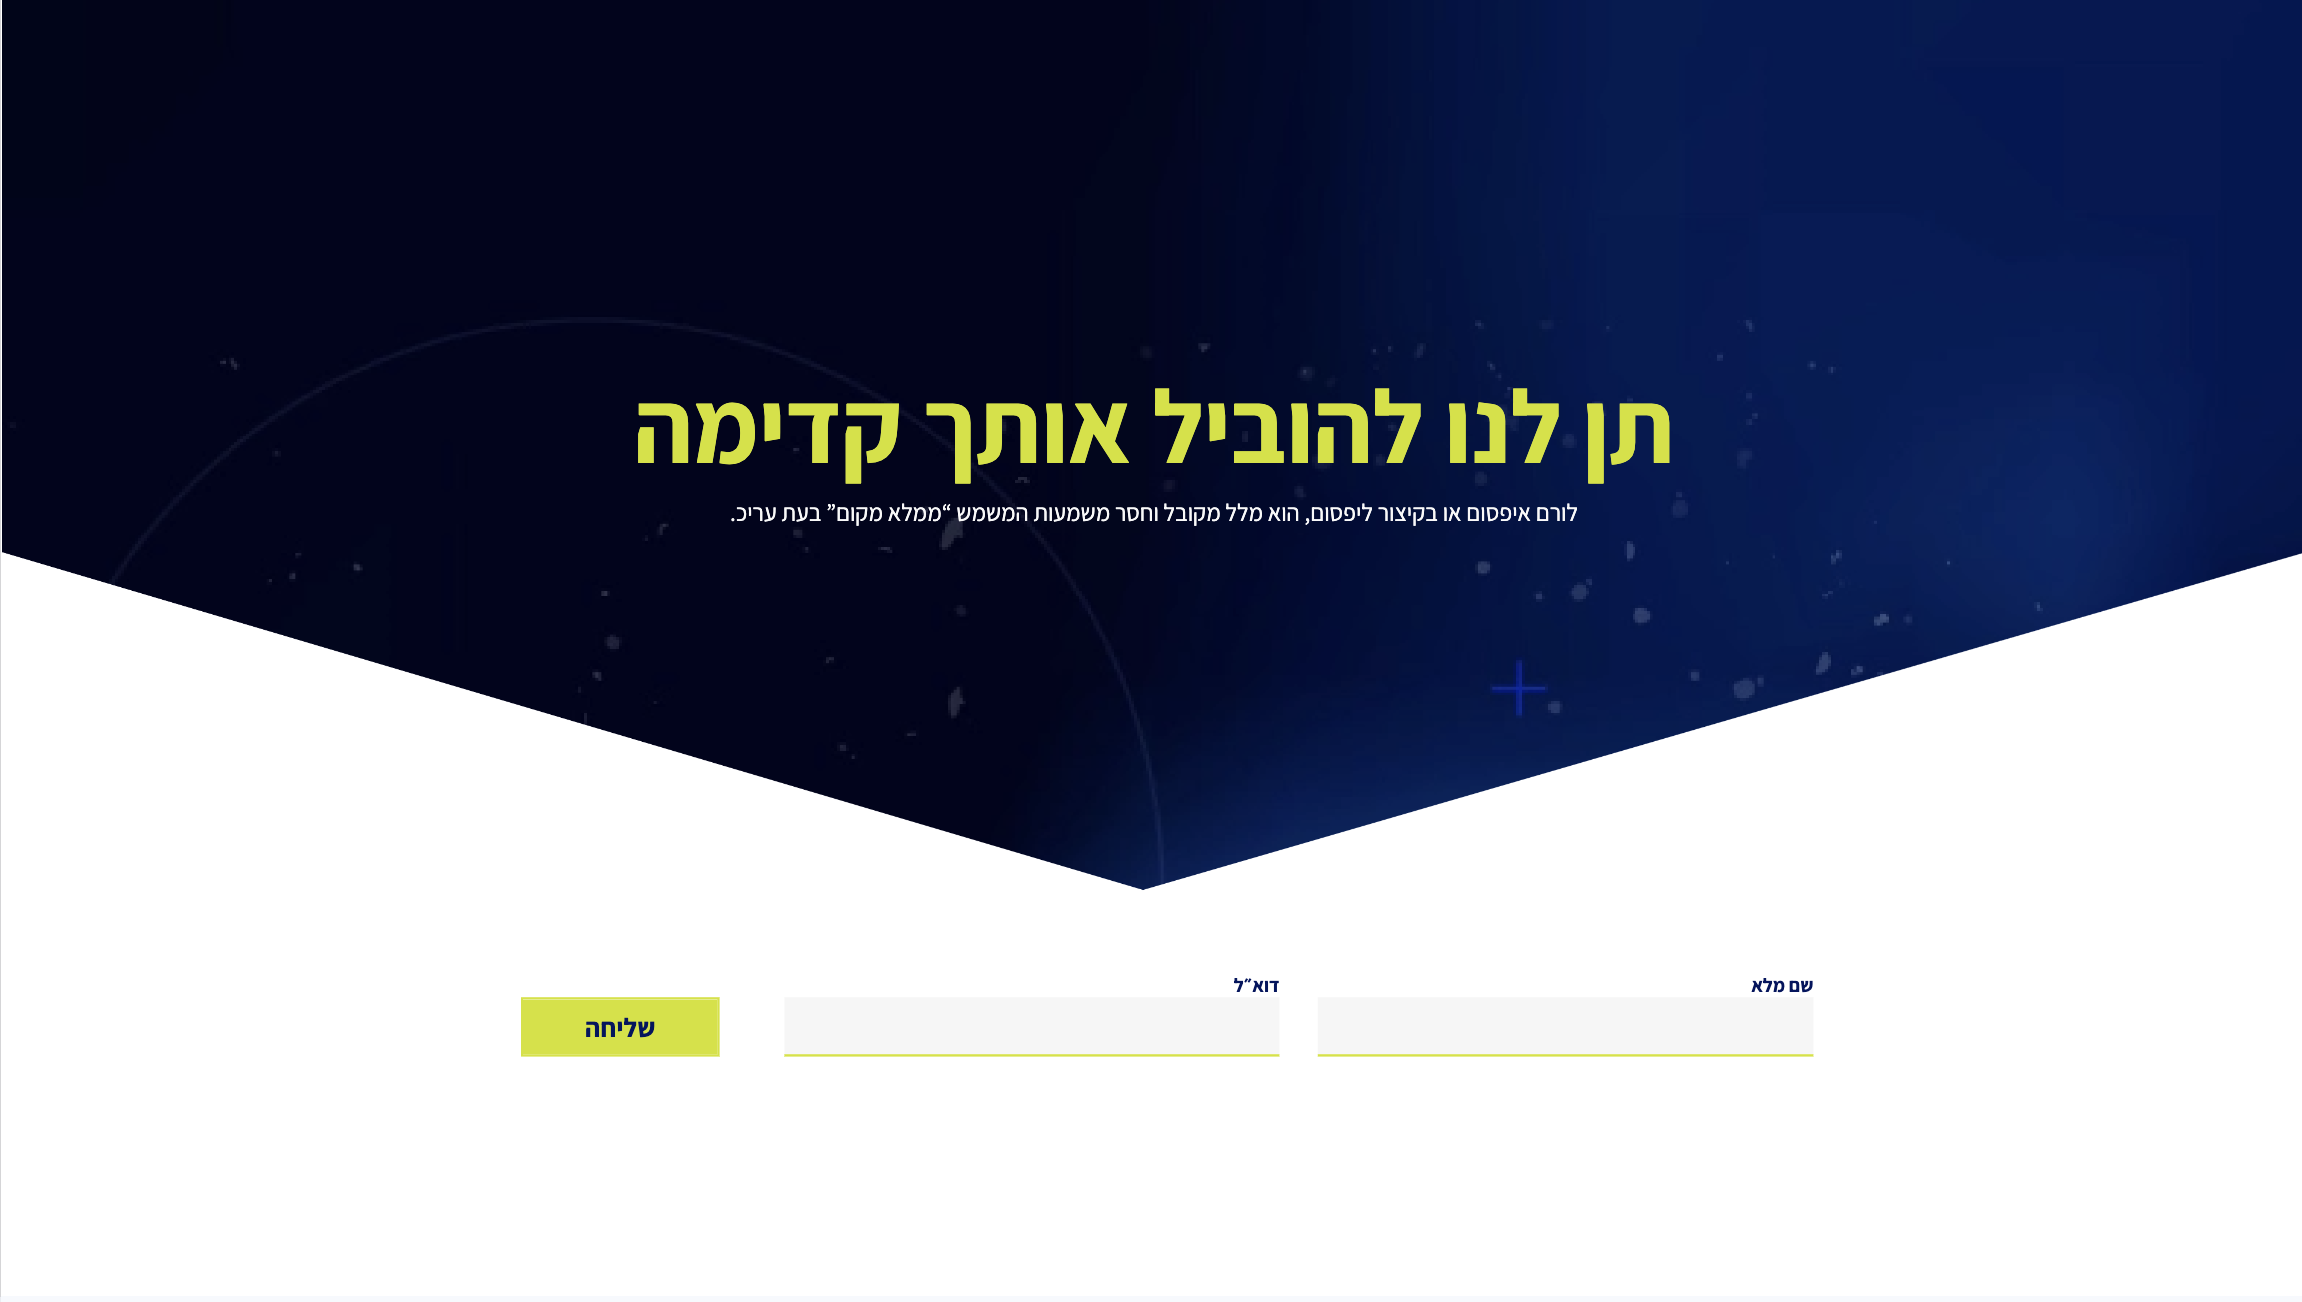 תן לנו להוביל אותך קדימה
לורם איפסום או בקיצור ליפסום, הוא מלל מקובל וחסר משמעות המשמש “ממלא מקום” בעת עריכ.
שם מלא
דוא״ל
שליחה